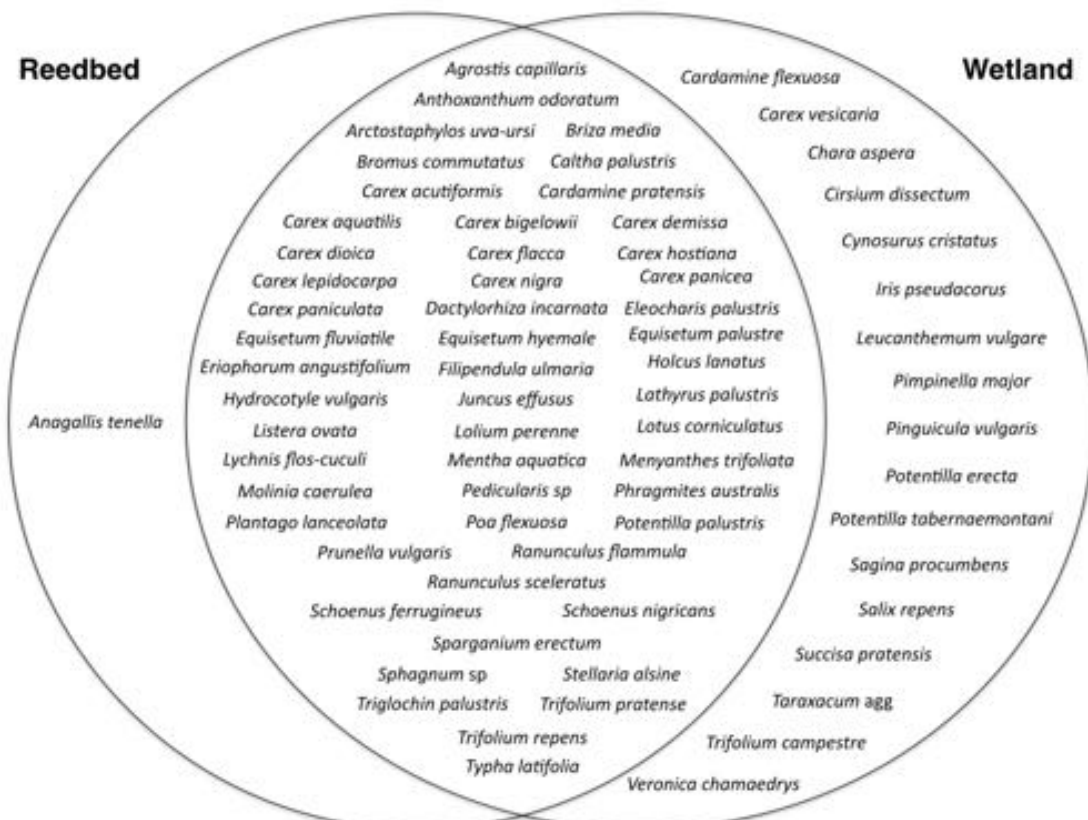 Reedbed
Wetland
Agrostis capillaris
Cardamine flexuosa
Anthoxanthum odoratum
Carex vesicaria
Arctostaphylos uva-ursi Briza media
Chara aspera
Bromus commutatus Caltha palustris
Carex acutiformis Cardamine pratensis
Cirsium dissectum
Carex aquatilis Carex bigelowii Carex demissa
Cynosurus cristatus
Carex dioica Carex flacca Carex hostiana
Carex lepidocarpa Carex nigra Carex panicea
Iris pseudacorus
Carex paniculata Dactylorhiza incarnata Eleocharis palustris
Equisetum fluviatile Equisetum hyemale Equisetum palustre
Leucanthemum vulgare
Eriophorum angustifolium Filipendula ulmaria Holcus lanatus
Pimpinella major
Hydrocotyle vulgaris Juncus effusus Lathyrus palustris
Anagallis tenella
Listera ovata Lolium perenne Lotus corniculatus
Pinguicula vulgaris
Lychnis flos-cuculi Mentha aquatica Menyanthes trifoliata
Potentilla erecta
Molinia caerulea Pedicularis sp Phragmites australis
Plantago lanceolata Poa flexuosa Potentilla palustris
Potentilla tabernaemontani
Prunella vulgaris Ranunculus flammula
Sagina procumbens
Ranunculus sceleratus
Schoenus ferrugineus Schoenus nigricans
Salix repens
Sparganium erectum
Succisa pratensis
Sphagnum sp Stellaria alsine
Triglochin palustris Trifolium pratense
Taraxacum agg
Trifolium repens
Trifolium campestre
Typha latifolia
Veronica chamaedrys